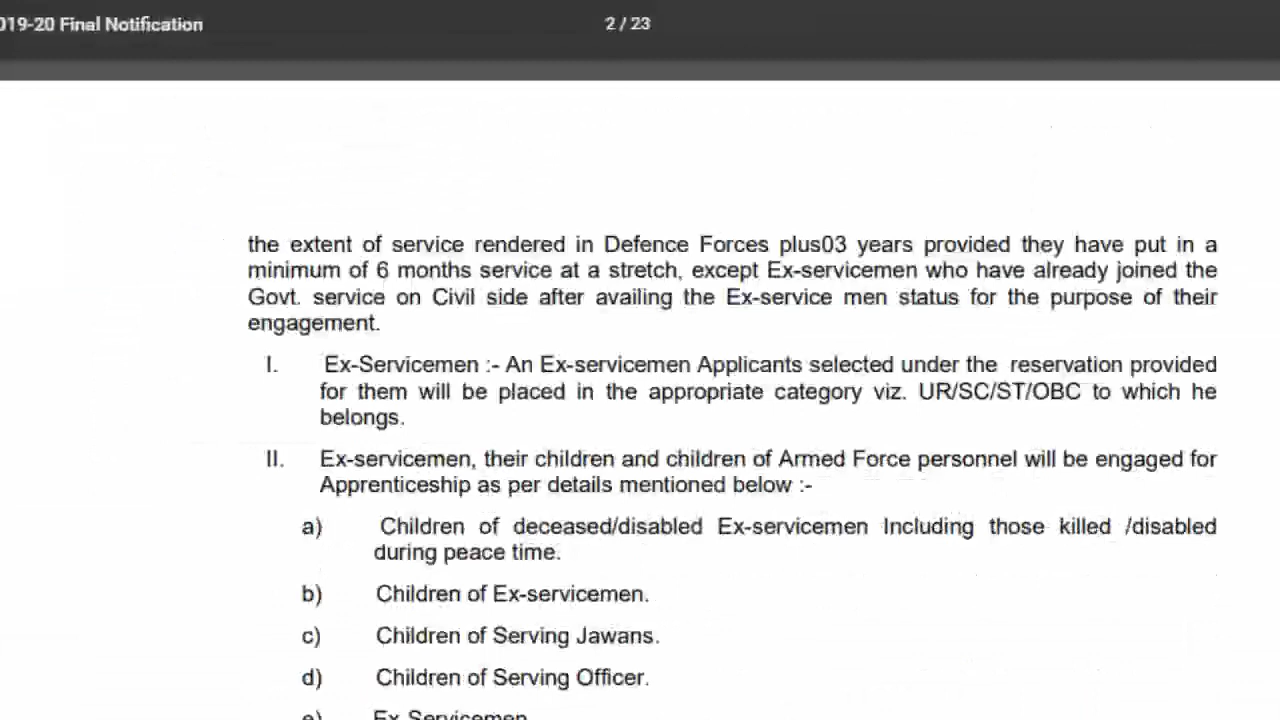 019-20 Final Notification
2 / 23
the extent of service rendered in Defence Forces plus03 years provided they have put in a
minimum of 6 months service at a stretch, except Ex-servicemen who have already joined the
Govt. service on Civil side after availing the Ex-service men status for the purpose of their
engagement.
I. Ex-Servicemen :- An Ex-servicemen Applicants selected under the reservation provided
for them will be placed in the appropriate category viz. UR/SC/ST/OBC to which he
belongs.
II. Ex-servicemen, their children and children of Armed Force personnel will be engaged for
Apprenticeship as per details mentioned below :-
a) Children of deceased/disabled Ex-servicemen Including those killed /disabled
during peace time.
b) Children of Ex-servicemen.
c) Children of Serving Jawans.
d) Children of Serving Officer.
e) Ex-Servicemen